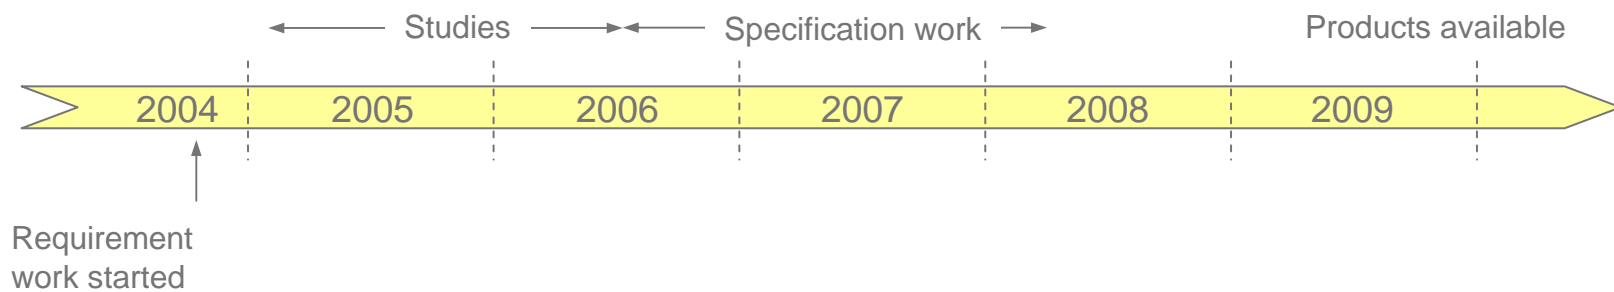 Studies
Specification work
Products available
2004
2005
2006
2007
2008
2009
Requirement
work started